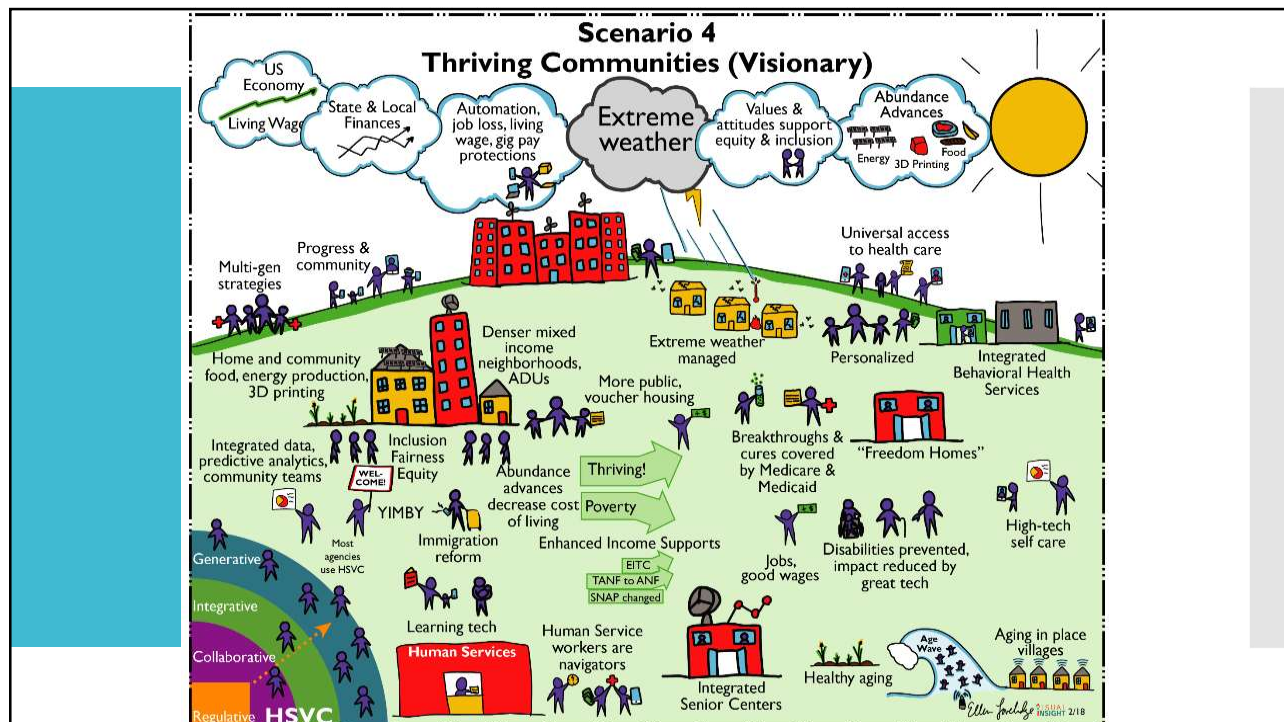 Scenario 4
Thriving Communities (Visionary)
US
Economy
Living Wage
State & Local
Finances
Automation,
job loss, living
wage, gig pay
protections
Extreme
weather
Values &
attitudes support
equity & inclusion
Abundance
Advances
Energy
3D Printing
Food
Multi-gen
strategies
Progress &
community
Universal access
to health care
Home and community
food, energy production,
3D printing
Denser mixed
income
neighborhoods,
ADUs
Extreme weather
managed
Personalized
Integrated
Behavioral Health
Services
More public,
voucher housing
Integrated data,
predictive analytics,
community teams
Inclusion
Fairness
Equity
Breakthroughs &
cures covered
by Medicare &
Medicaid
"Freedom Homes"
WEL-
COME!
YIMBY
Most
agencies
use HSVC
Immigration
reform
Abundance
advances
decrease cost
of living
Thriving!
Poverty
Enhanced Income Supports
EITC
TANF to ANF
SNAP changed
Jobs,
good wages
Disabilities prevented,
impact reduced by
great tech
High-tech
self care
Generative
Integrative
Collaborative
Regulative
HSVC
Learning tech
Human Services
Human Service
workers are
navigators
Integrated
Senior Centers
Healthy aging
Age
Wave
Aging in place
villages
Ellen Lovelidge
VISUAL
INSIGHT 2/18